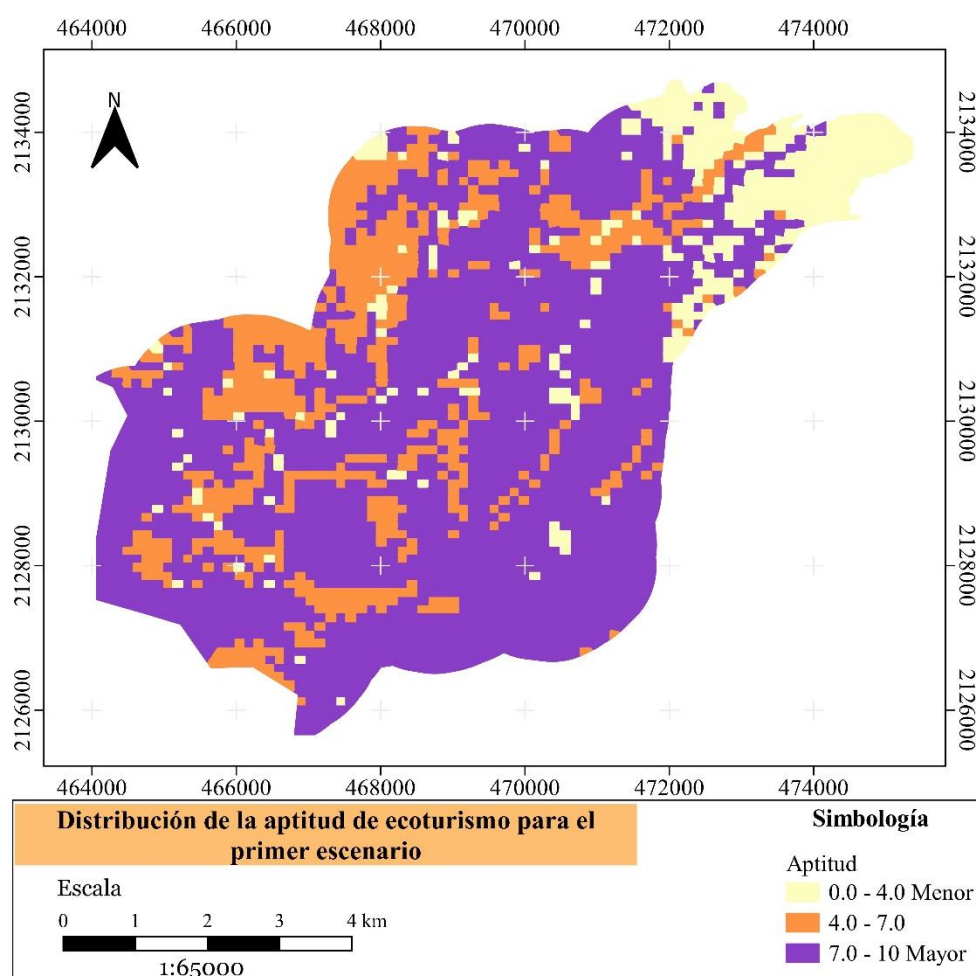 464000 466000 468000 470000 472000 474000
N
2134000 2134000
2132000 2132000
2130000 2130000
2128000 2128000
2126000 2126000
464000 466000 468000 470000 472000 474000
Distribución de la aptitud de ecoturismo para el
primer escenario
Escala
0 1 2 3 4 km
1:65000
Simbología
Aptitud
0.0 - 4.0 Menor
4.0 - 7.0
7.0 - 10 Mayor